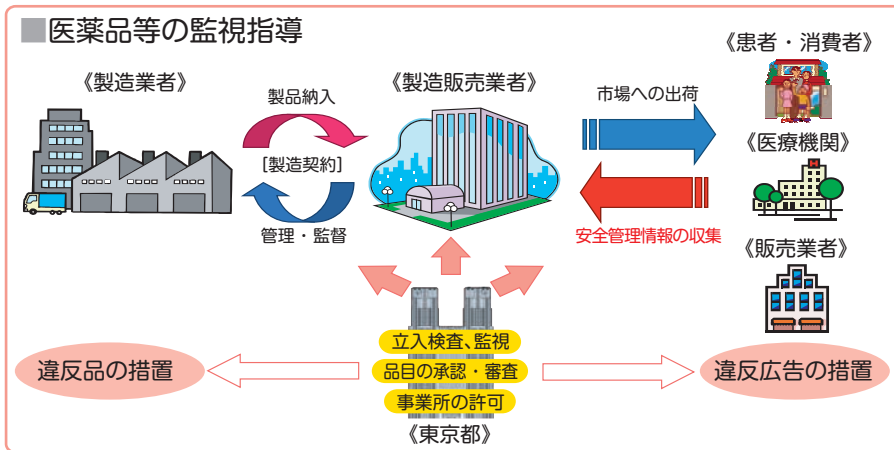 ■医薬品等の監視指導
《患者・消費者》
《製造業者》
製品納入
《製造販売業者》
市場への出荷
[製造契約]
《医療機関》
管理・監督
安全管理情報の収集
《販売業者》
立入検査、監視
違反品の措置
品目の承認・審査
違反広告の措置
事業所の許可
《東京都》